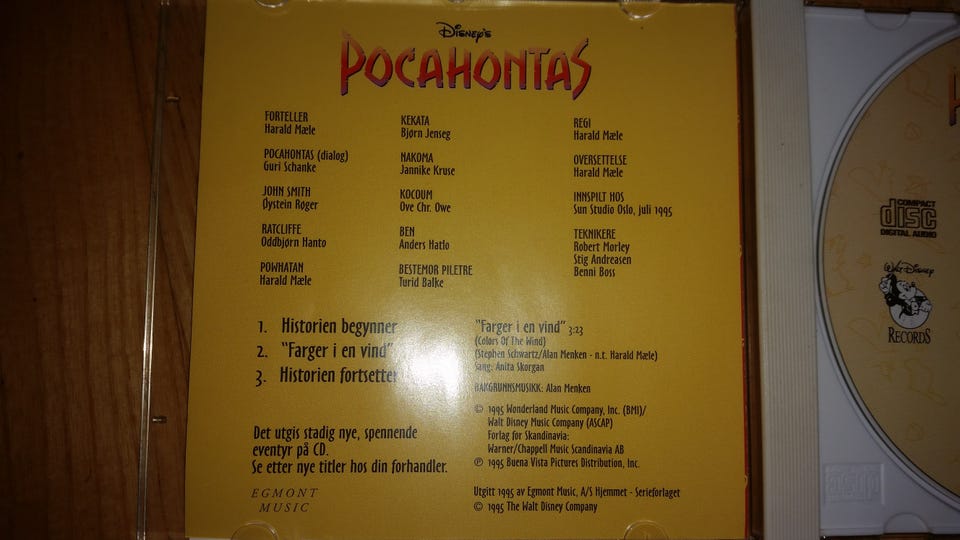 Disney's
POCAHONTAS
FORTELLER
Harald Mæle
POCAHONTAS (dialog)
Guri Schanke
JOHN SMITH
Øystein Røger
RATCLIFFE
Oddbjørn Hanto
POWHATAN
Harald Mæle
KEKATA
Bjørn Jenseg
NAKOMA
Jannike Kruse
KOCOUM
Ove Chr. Owe
BEN
Anders Hatlo
BESTEMOR PILETRE
Turid Balke
REGI
Harald Mæle
OVERSETTELSE
Harald Mæle
INNSPILT HOS
Sun Studio Oslo, juli 1995
TEKNIKERE
Robert Morley
Stig Andreasen
Benni Boss
1. Historien begynner
2. "Farger i en vind"
3. Historien fortsetter
"Farger i en vind" 3:23
(Colors Of The Wind)
(Stephen Schwartz/Alan Menken - n.t. Harald Mæle)
Sang: Anita Skorgan
BAKGRUNNSMUSIKK: Alan Menken
© 1995 Wonderland Music Company, Inc. (BMI)/
Walt Disney Music Company (ASCAP)
Forlag for Skandinavia:
Warner/Chappell Music Scandinavia AB
℗ 1995 Buena Vista Pictures Distribution, Inc.
Det utgis stadig nye, spennende
eventyr på CD.
Se etter nye titler hos din forhandler.
EGMONT
MUSIC
Utgitt 1995 av Egmont Music, A/S Hjemmet - Serieforlaget
© 1995 The Walt Disney Company
COMPACT
disc
DIGITAL AUDIO
Walt Disney
RECORDS